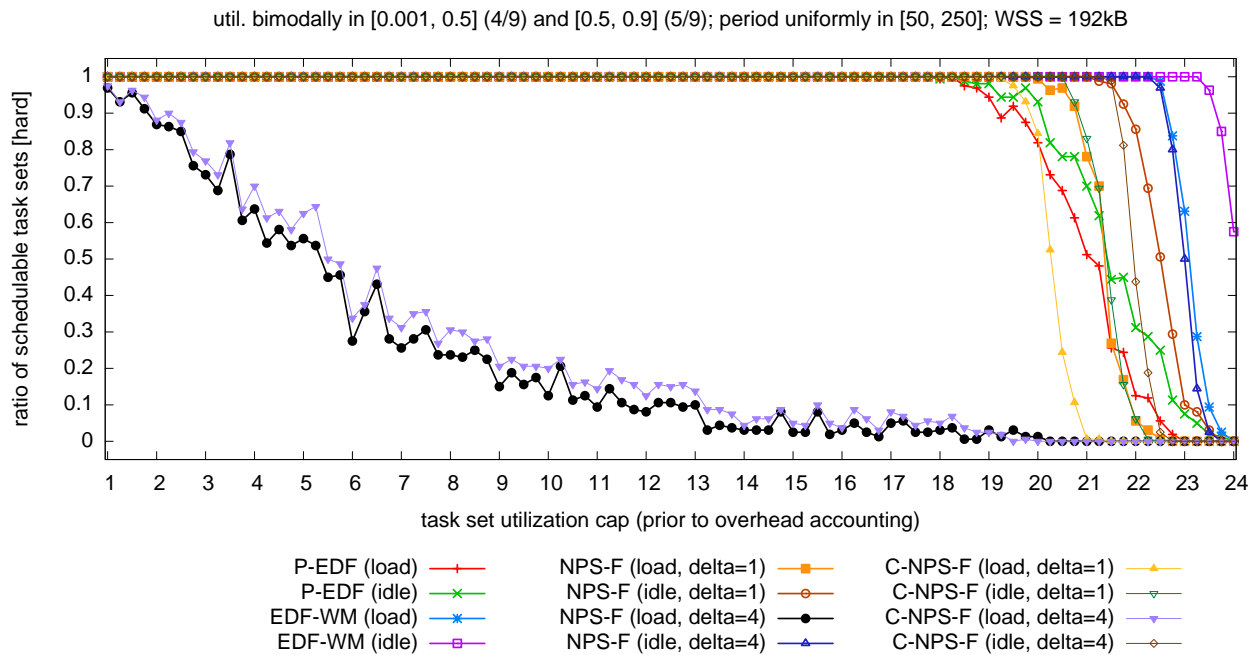 util. bimodally in [0.001, 0.5] (4/9) and [0.5, 0.9] (5/9); period uniformly in [50, 250]; WSS = 192kB
ratio of schedulable task sets [hard]
1
0.9
0.8
0.7
0.6
0.5
0.4
0.3
0.2
0.1
0
1 2 3 4 5 6 7 8 9 10 11 12 13 14 15 16 17 18 19 20 21 22 23 24
task set utilization cap (prior to overhead accounting)
P-EDF (load) NPS-F (load, delta=1) C-NPS-F (load, delta=1)
P-EDF (idle) NPS-F (idle, delta=1) C-NPS-F (idle, delta=1)
EDF-WM (load) NPS-F (load, delta=4) C-NPS-F (load, delta=4)
EDF-WM (idle) NPS-F (idle, delta=4) C-NPS-F (idle, delta=4)